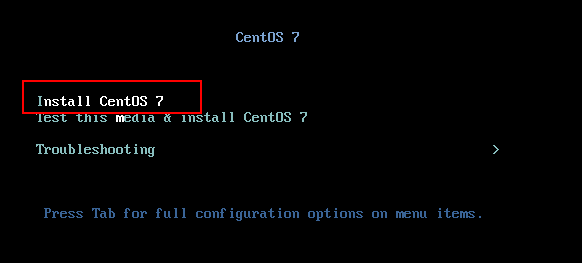 CentOS 7
Install CentOS 7
Test this media & install CentOS 7
Troubleshooting >
Press Tab for full configuration options on menu items.